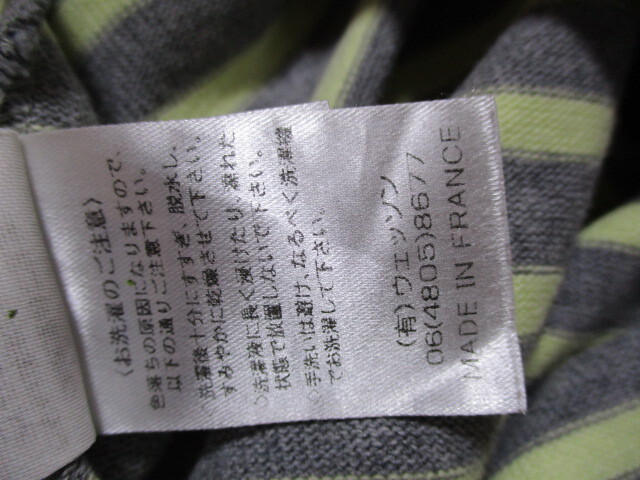 〈お洗濯のご注意〉
色落ちの原因になりますので、
以下の通りご注意下さい。
◇洗濯後十分にすすぎ、脱水し、
すみやかに乾燥させて下さい。
◇洗濯液に長く浸けたり、濡れた
状態で放置しないで下さい。
◇手洗いは避け、なるべく洗濯機
でお洗濯して下さい。
(有)ウェッソン
06(4805)8677
MADE IN FRANCE